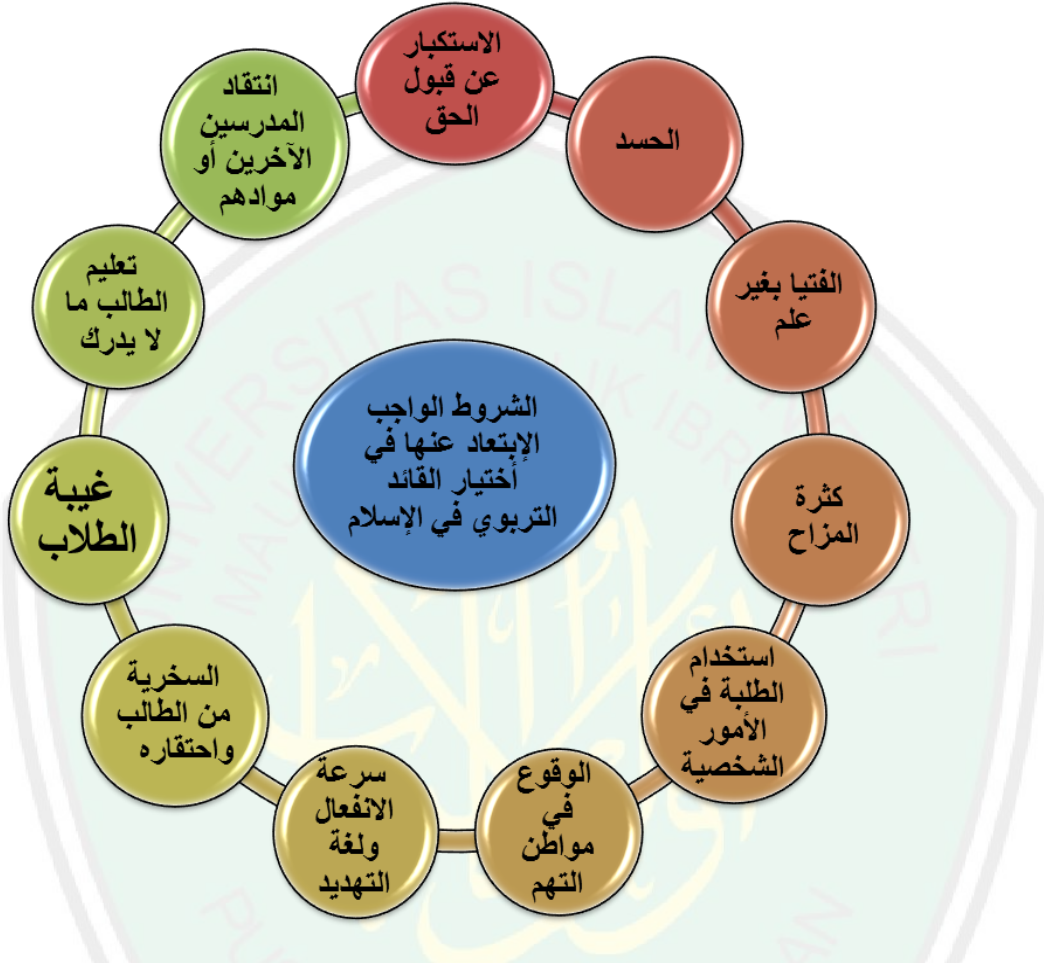 الاستكبار
عن قبول
الحق
الحسد
الفتيا بغير
علم
كثرة
المزاح
استخدام
الطلبة في
الأمور
الشخصية
الوقوع
في
مواطن
التهم
سرعة
الانفعال
ولغة
التهديد
السخرية
من الطالب
واحتقاره
غيبة
الطلاب
تعليم
الطالب ما
لا يدرك
انتقاد
المدرسين
الآخرين أو
موادهم
الشروط الواجب
الإبتعاد عنها في
أختيار القائد
التربوي في الإسلام